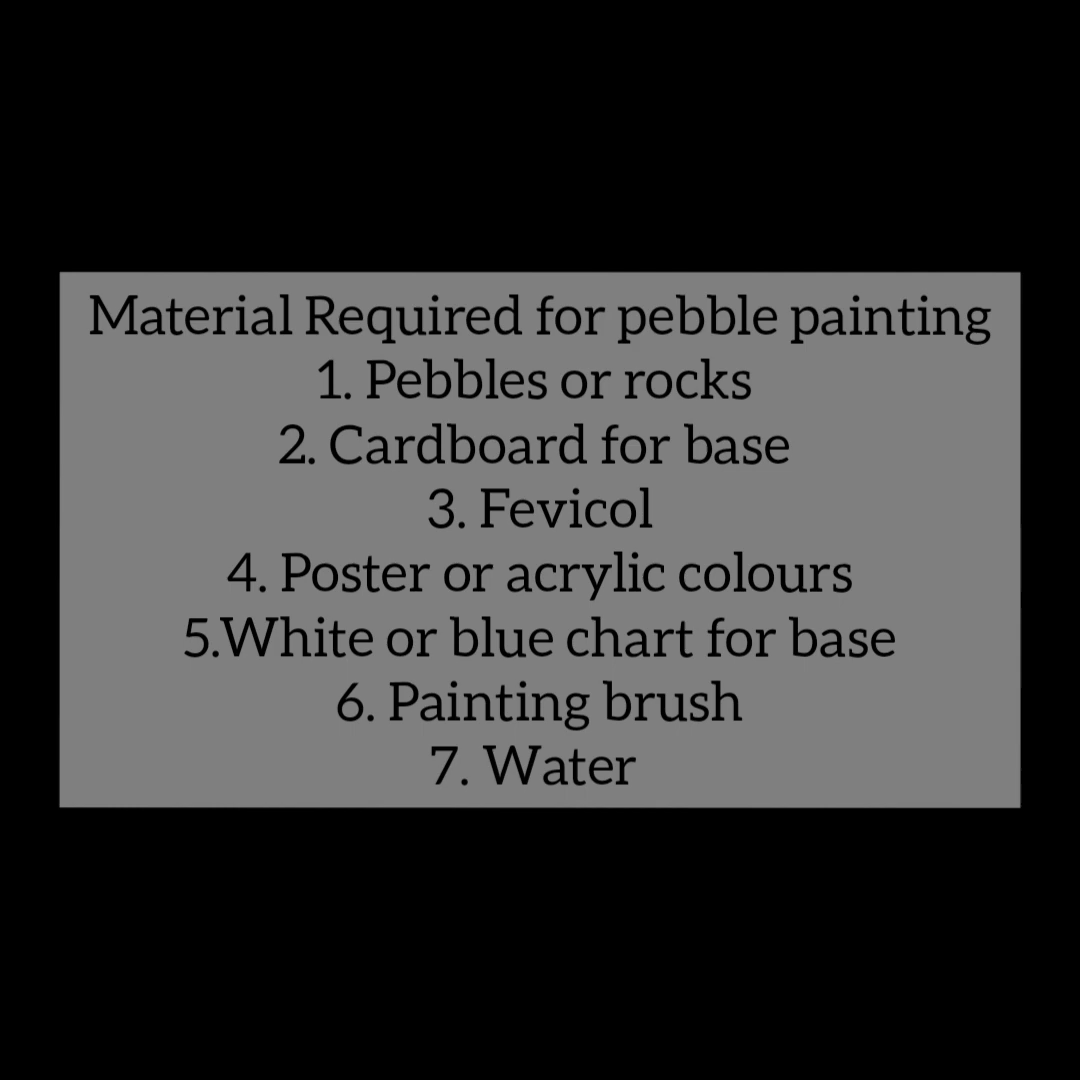 Material Required for pebble painting
1. Pebbles or rocks
2. Cardboard for base
3. Fevicol
4. Poster or acrylic colours
5.White or blue chart for base
6. Painting brush
7. Water